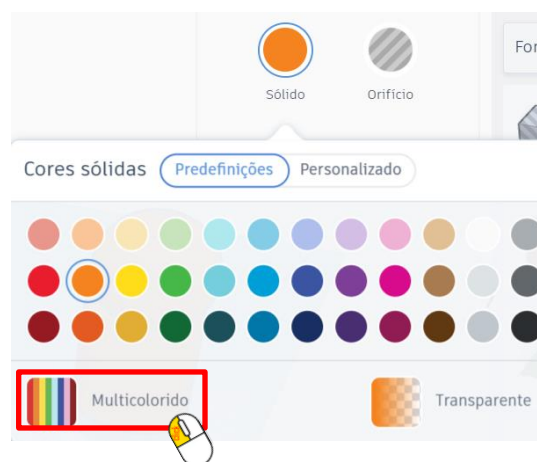 For
Sólido Orifício
Cores sólidas Predefinições Personalizado
Multicolorido Transparente